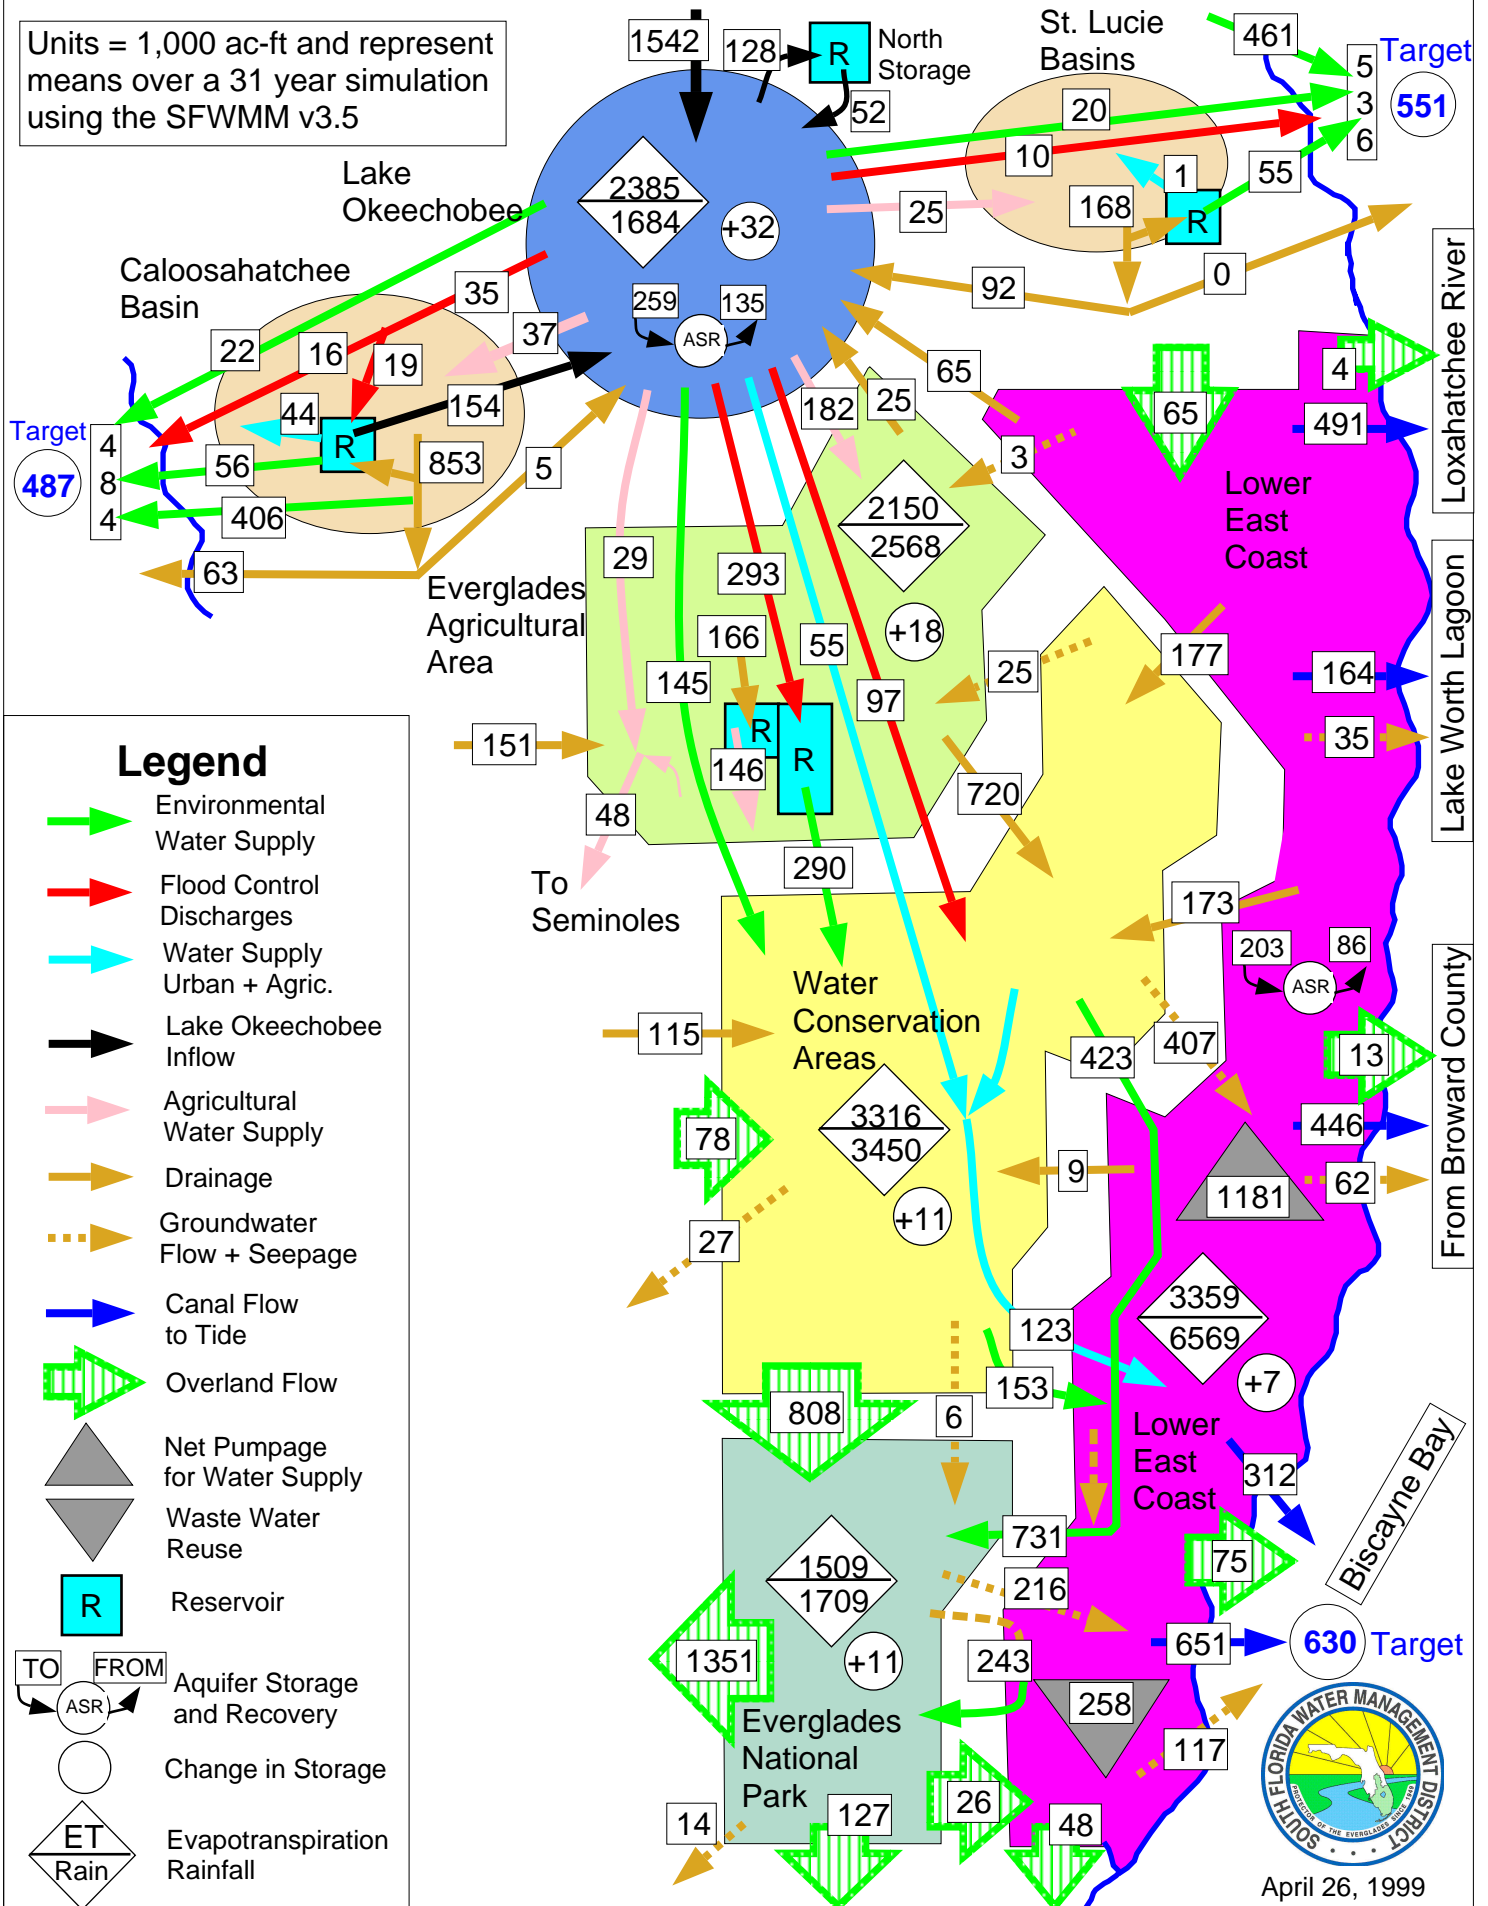 Units = 1,000 ac-ft and represent
means over a 31 year simulation
using the SFWMM v3.5
1542
128
R
North
Storage
52
St. Lucie
Basins
461
Target
551
5
3
6
20
10
25
1
168
R
55
92
0
Lake
Okeechobee
2385
1684
+32
259
135
ASR
Caloosahatchee
Basin
35
22
16
19
37
44
R
154
Target
487
4
8
4
56
853
406
5
63
65
25
182
3
65
4
491
Loxahatchee River
Lower
East
Coast
2150
2568
+18
29
293
166
55
145
97
25
177
164
35
Lake Worth Lagoon
Everglades
Agricultural
Area
151
R
R
146
48
720
290
To
Seminoles
173
203
86
ASR
Water
Conservation
Areas
115
423
407
13
446
62
From Broward County
78
3316
3450
+11
9
1181
27
3359
6569
+7
123
153
808
6
Lower
East
Coast
312
Biscayne Bay
75
731
1509
1709
216
651
630
Target
1351
+11
243
258
117
Everglades
National
Park
14
127
26
48
SOUTH FLORIDA WATER MANAGEMENT DISTRICT
PROTECTOR OF THE EVERGLADES SINCE 1949
April 26, 1999
Legend
Environmental
Water Supply
Flood Control
Discharges
Water Supply
Urban + Agric.
Lake Okeechobee
Inflow
Agricultural
Water Supply
Drainage
Groundwater
Flow + Seepage
Canal Flow
to Tide
Overland Flow
Net Pumpage
for Water Supply
Waste Water
Reuse
R
Reservoir
TO
FROM
ASR
Aquifer Storage
and Recovery
Change in Storage
ET
Rain
Evapotranspiration
Rainfall